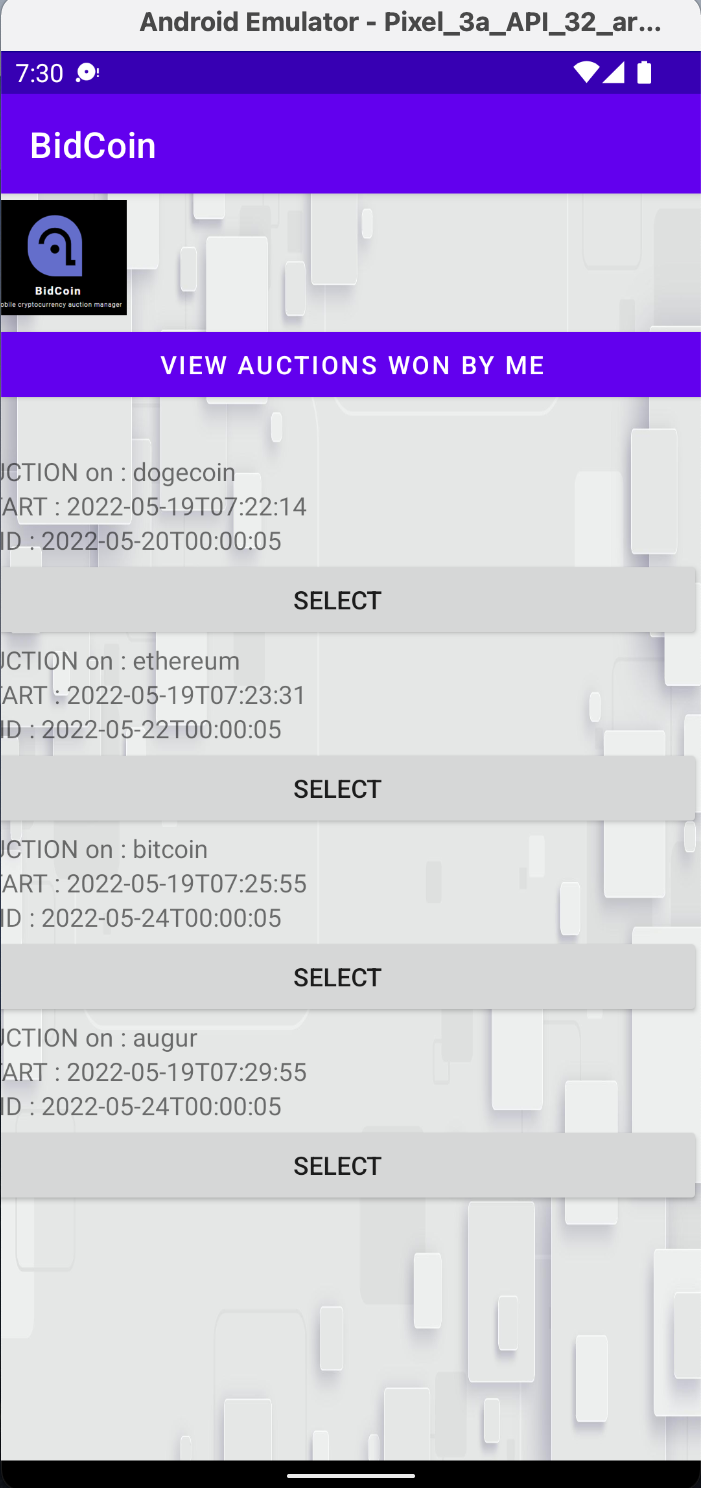 Android Emulator - Pixel_3a_API_32_ar...
7:30
BidCoin
BidCoin
obile cryptocurrency auction manager
VIEW AUCTIONS WON BY ME
UCTION on : dogecoin
TART : 2022-05-19T07:22:14
ID : 2022-05-20T00:00:05
SELECT
UCTION on : ethereum
TART : 2022-05-19T07:23:31
ID : 2022-05-22T00:00:05
SELECT
UCTION on : bitcoin
TART : 2022-05-19T07:25:55
ID : 2022-05-24T00:00:05
SELECT
UCTION on : augur
TART : 2022-05-19T07:29:55
ID : 2022-05-24T00:00:05
SELECT